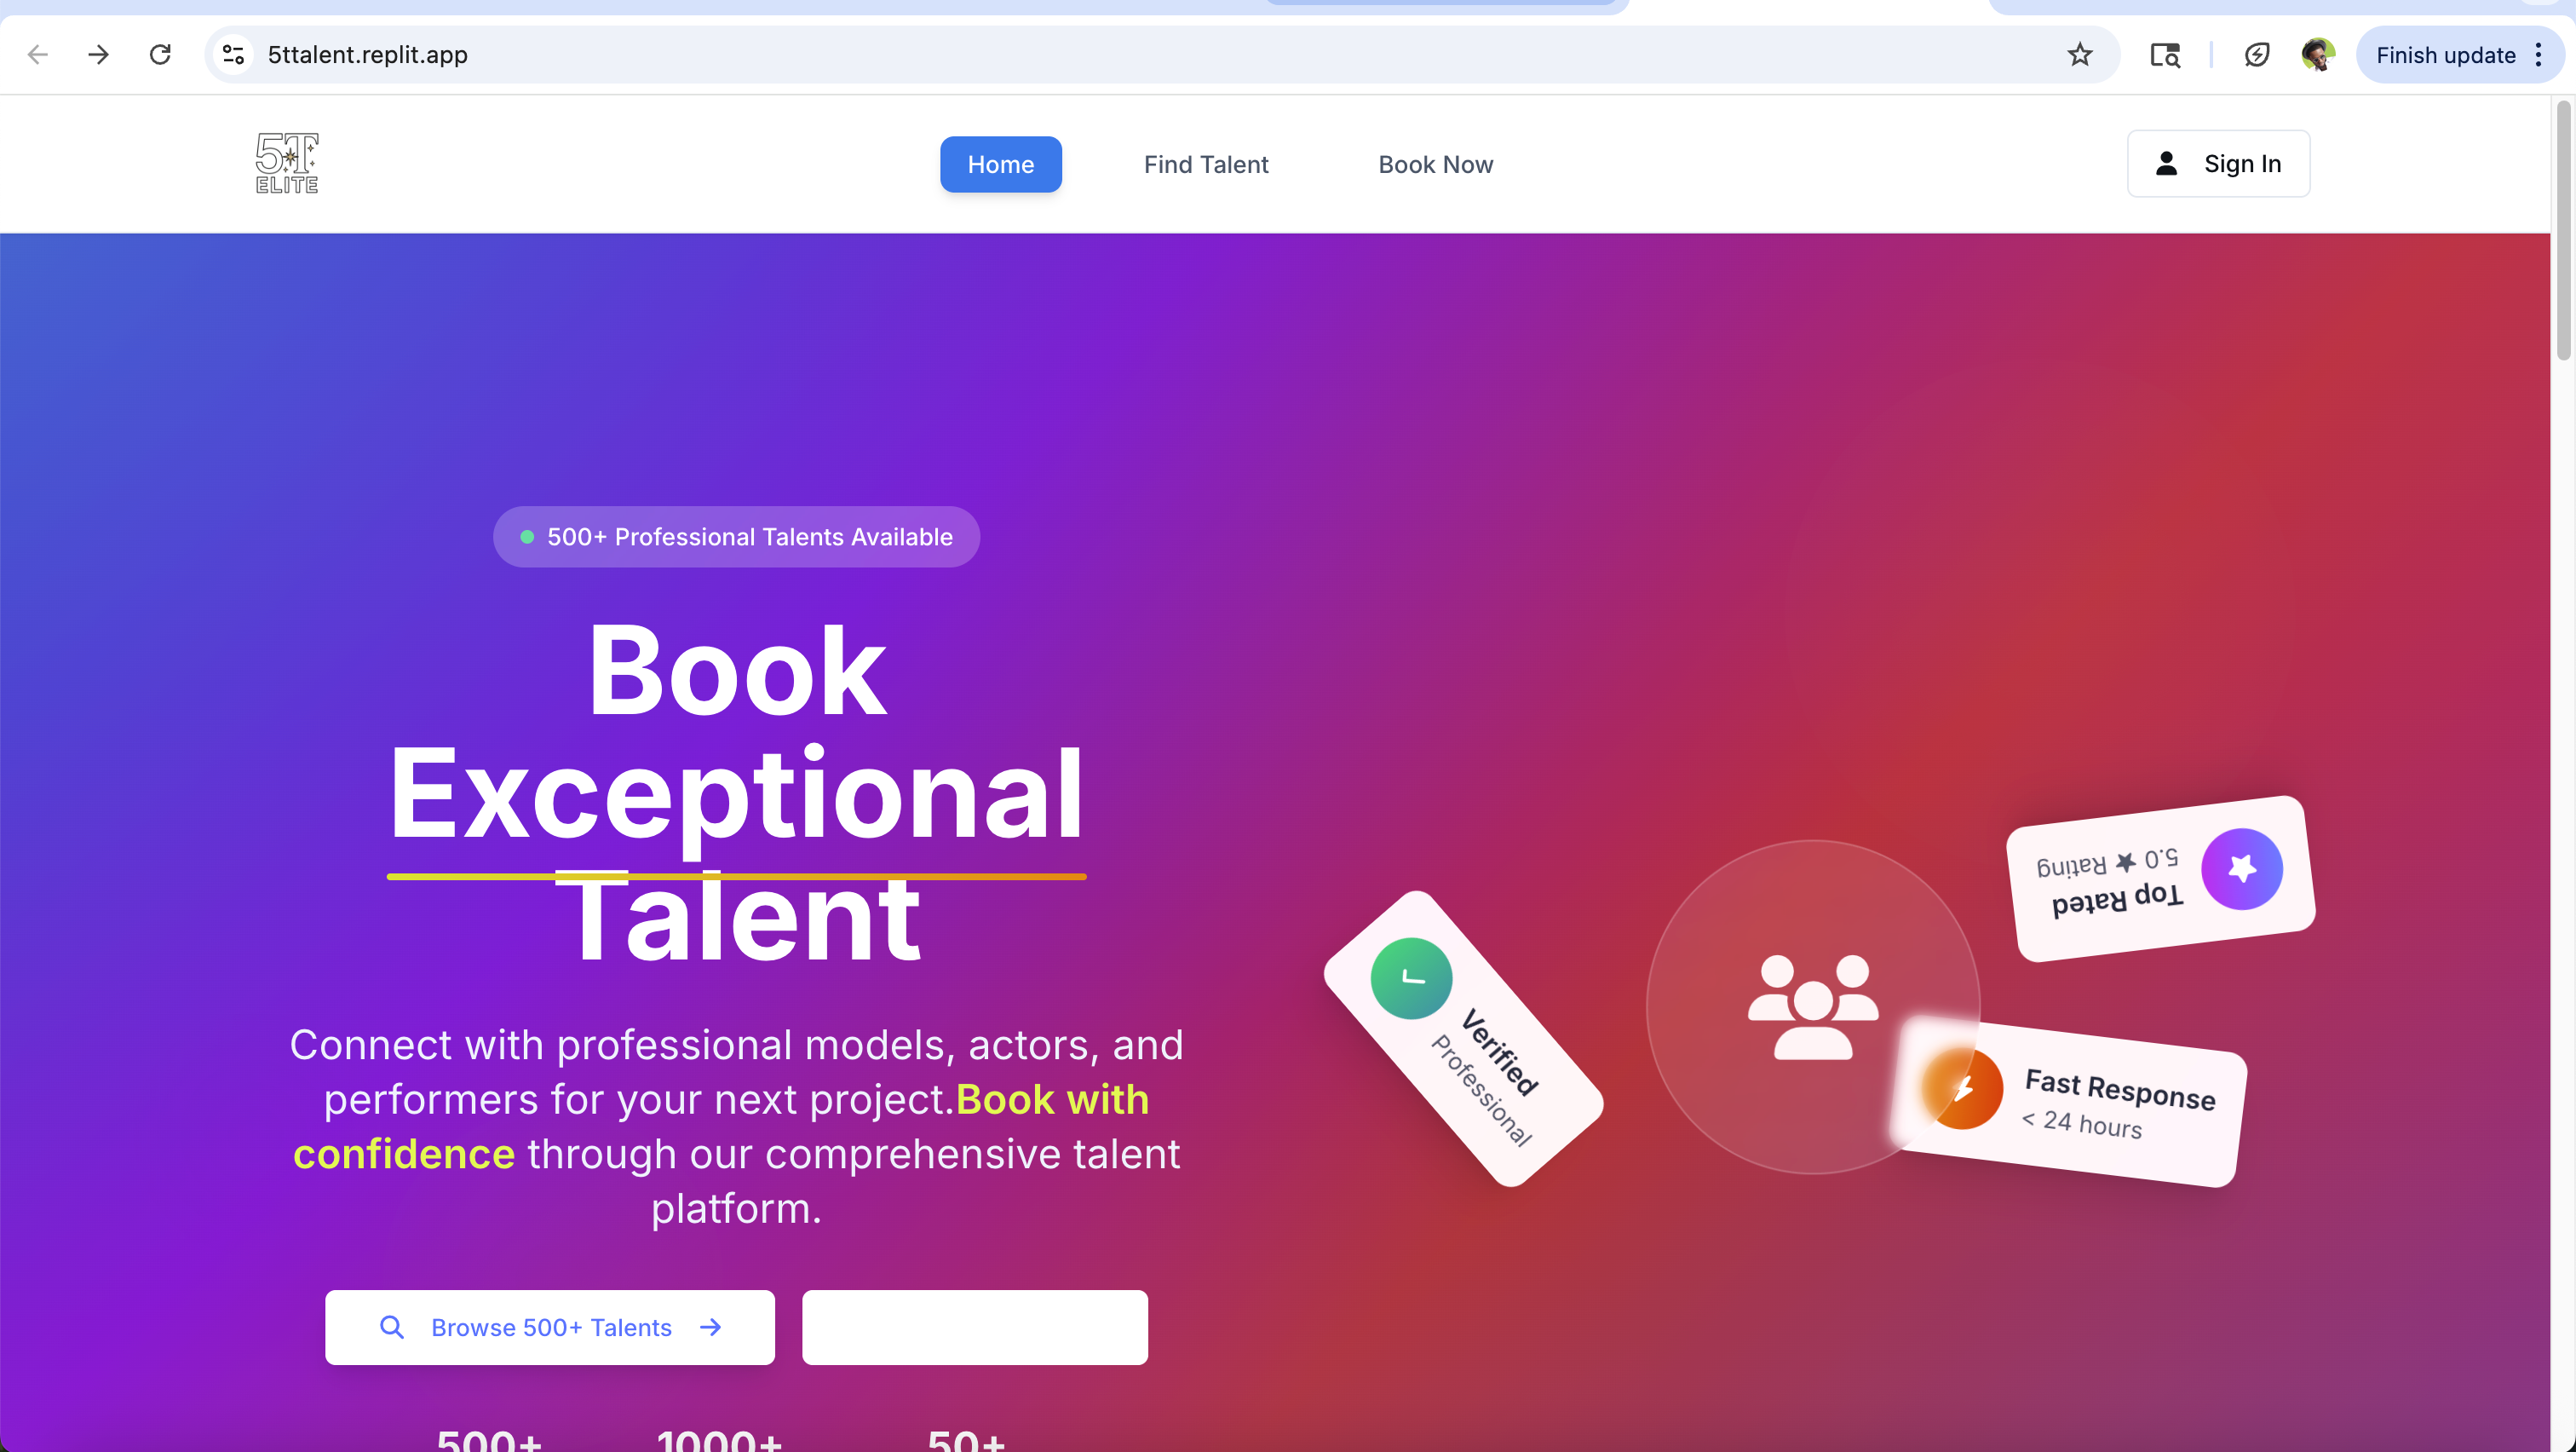 5ttalent.replit.app
Finish update
5T
ELITE
Home
Find Talent
Book Now
Sign In
500+ Professional Talents Available
Book
Exceptional
Talent
Connect with professional models, actors, and
performers for your next project.Book with
confidence through our comprehensive talent
platform.
Browse 500+ Talents
500+
1000+
50+
Verified
Professional
Top Rated
5.0 ★ Rating
Fast Response
< 24 hours